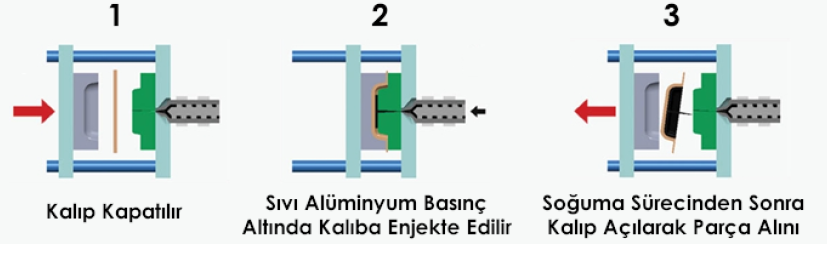 1
2
3
Kalıp Kapatılır
Sıvı Alüminyum Basınç
Altında Kalıba Enjekte Edilir
Soğuma Sürecinden Sonra
Kalıp Açılarak Parça Alını